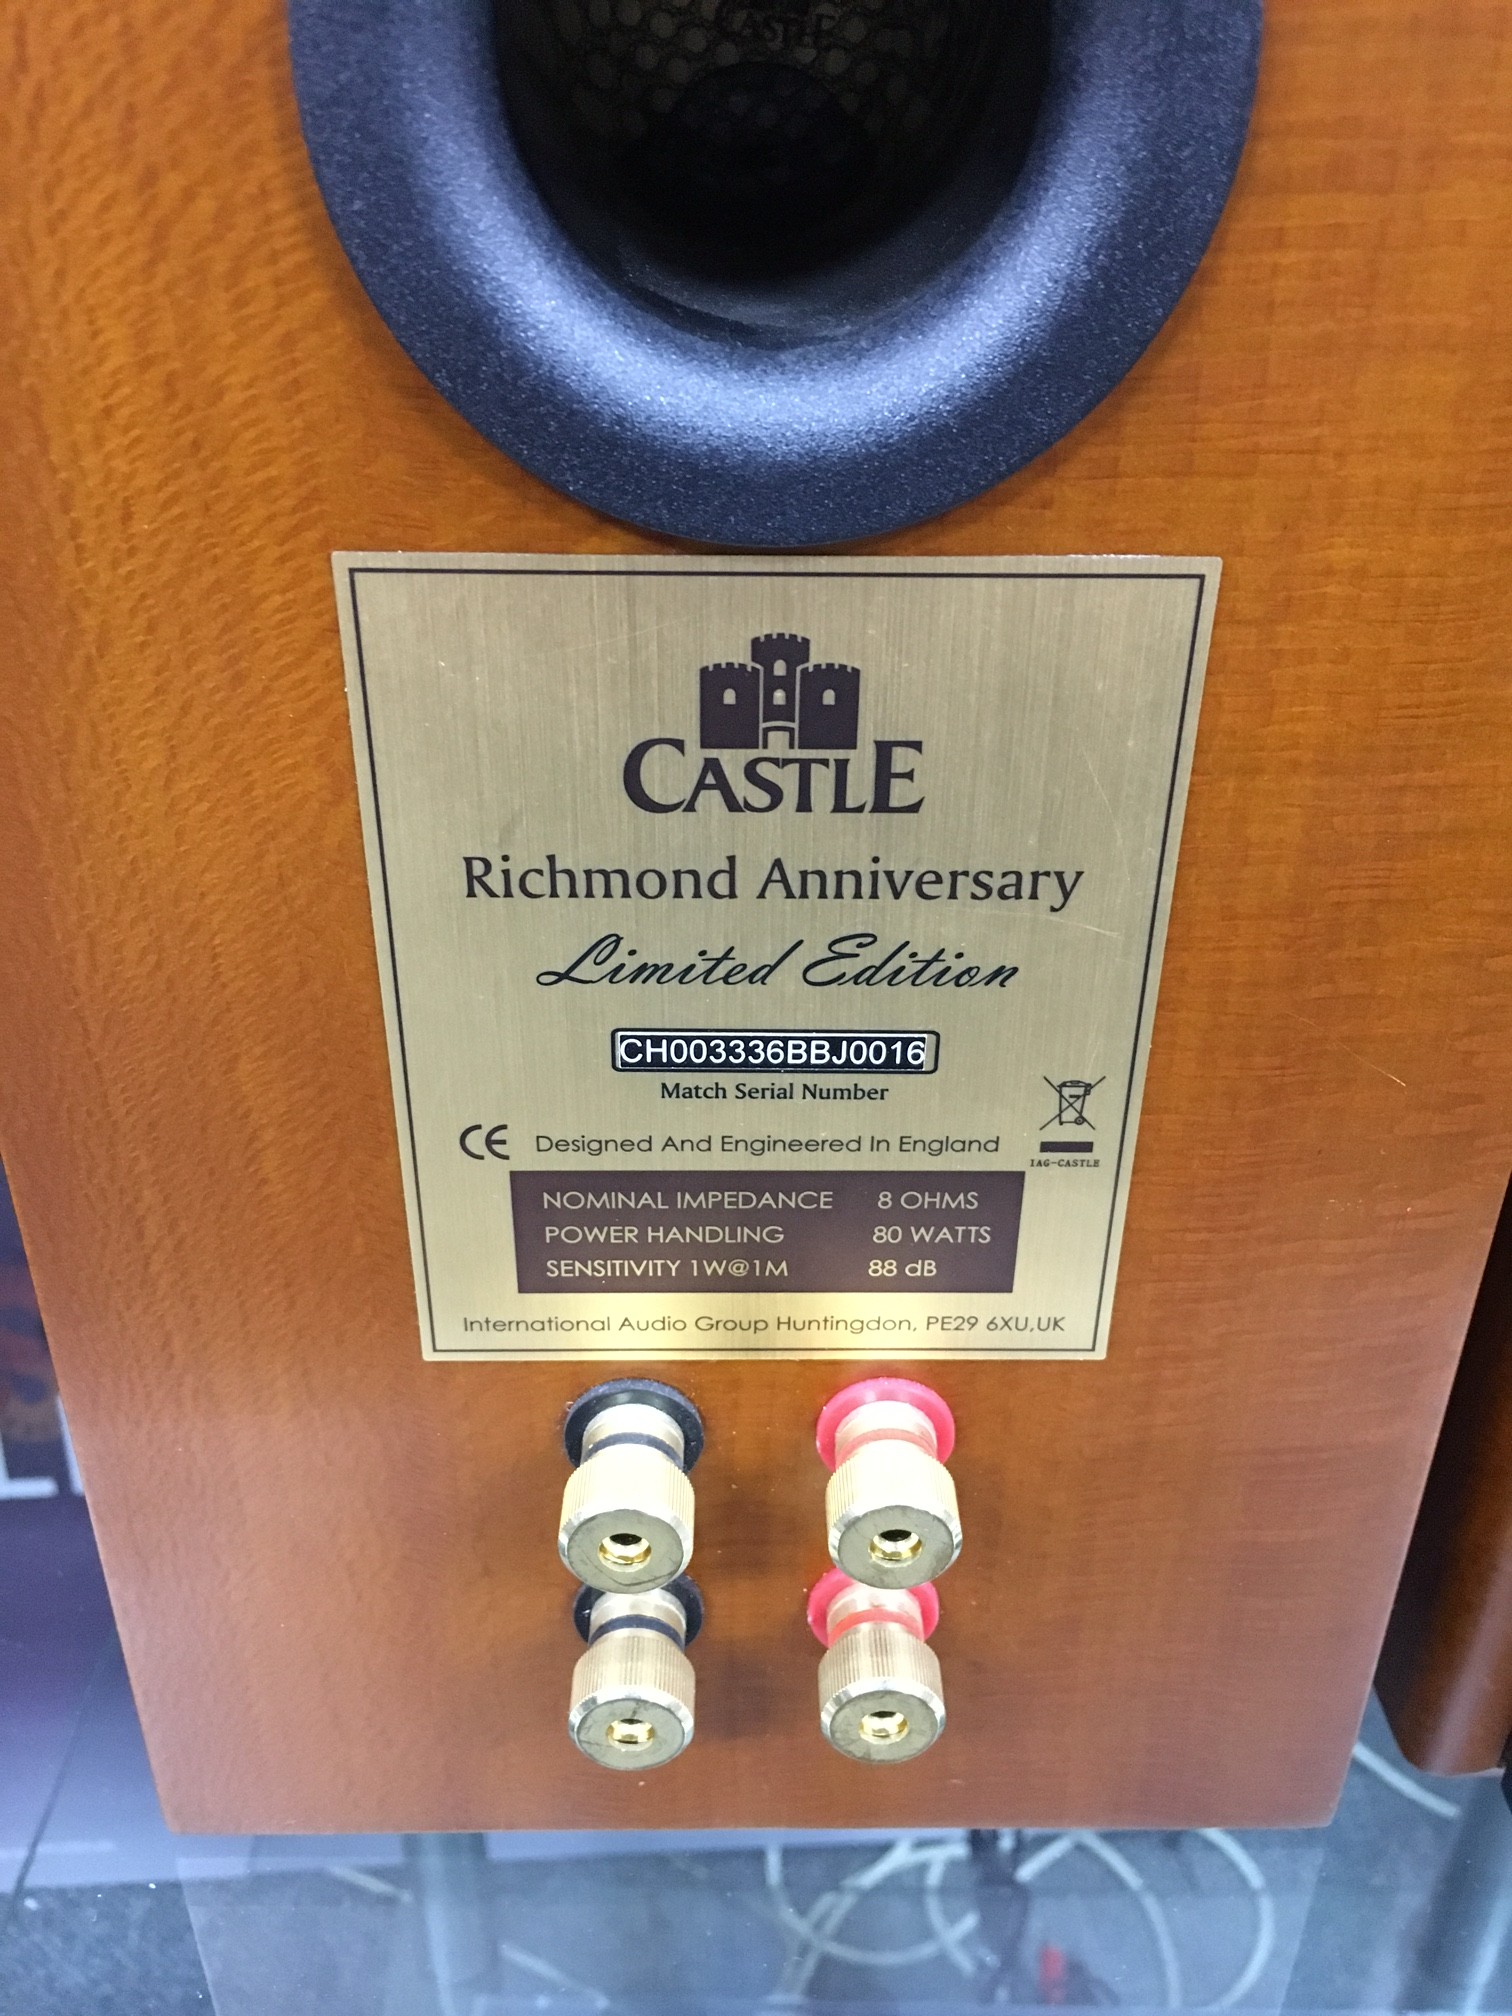 CASTLE
CASTLE
Richmond Anniversary
Limited Edition
CH003336BBJ0016
Match Serial Number
CE Designed And Engineered In England
IAG-CASTLE
NOMINAL IMPEDANCE 8 OHMS
POWER HANDLING 80 WATTS
SENSITIVITY 1W@1M 88 dB
International Audio Group Huntingdon, PE29 6XU,UK